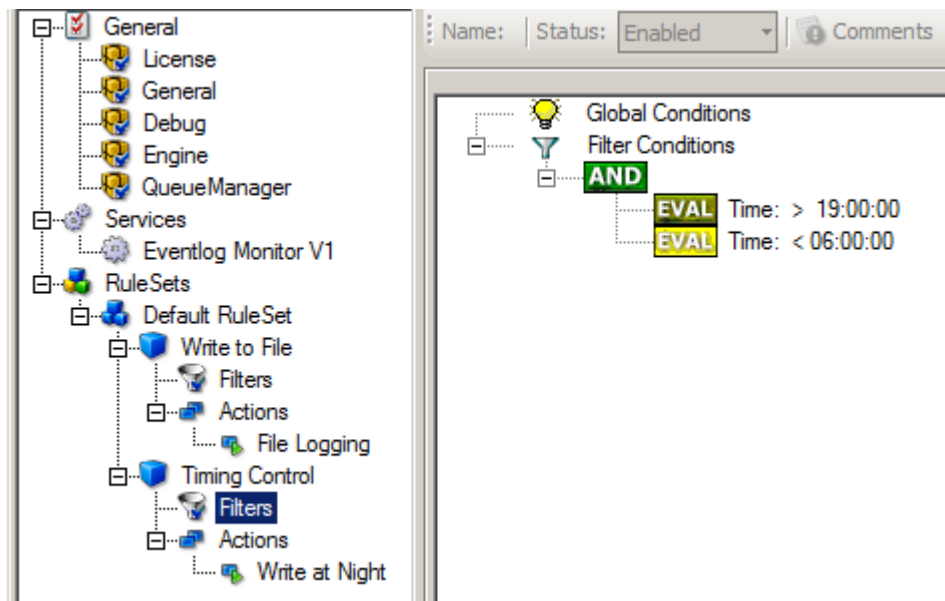 General
License
General
Debug
Engine
QueueManager
Services
Eventlog Monitor V1
RuleSets
Default RuleSet
Write to File
Filters
Actions
File Logging
Timing Control
Filters
Actions
Write at Night
Name: Status: Enabled Comments
Global Conditions
Filter Conditions
AND
EVAL Time: > 19:00:00
EVAL Time: < 06:00:00